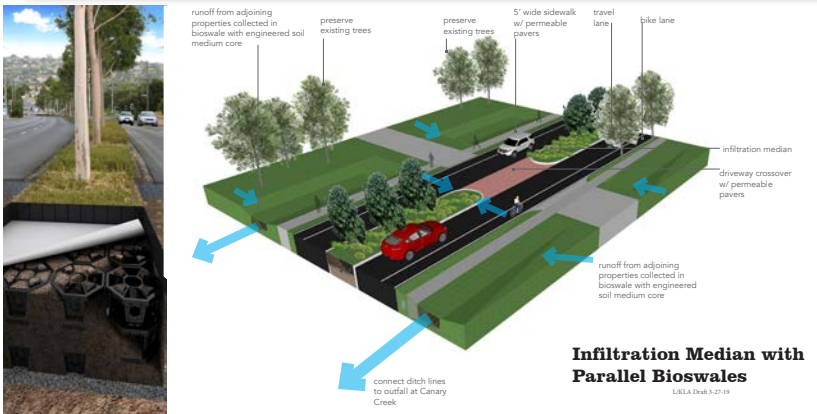 runoff from adjoining
properties collected in
bioswale with engineered soil
medium core
preserve
existing trees
preserve
existing trees
5' wide sidewalk
w/ permeable
pavers
travel
lane
bike lane
infiltration median
driveway crossover
w/ permeable
pavers
runoff from adjoining
properties collected in
bioswale with engineered
soil medium core
connect ditch lines
to outfall at Canary
Creek
Infiltration Median with
Parallel Bioswales
L/KLA Draft 3-27-19